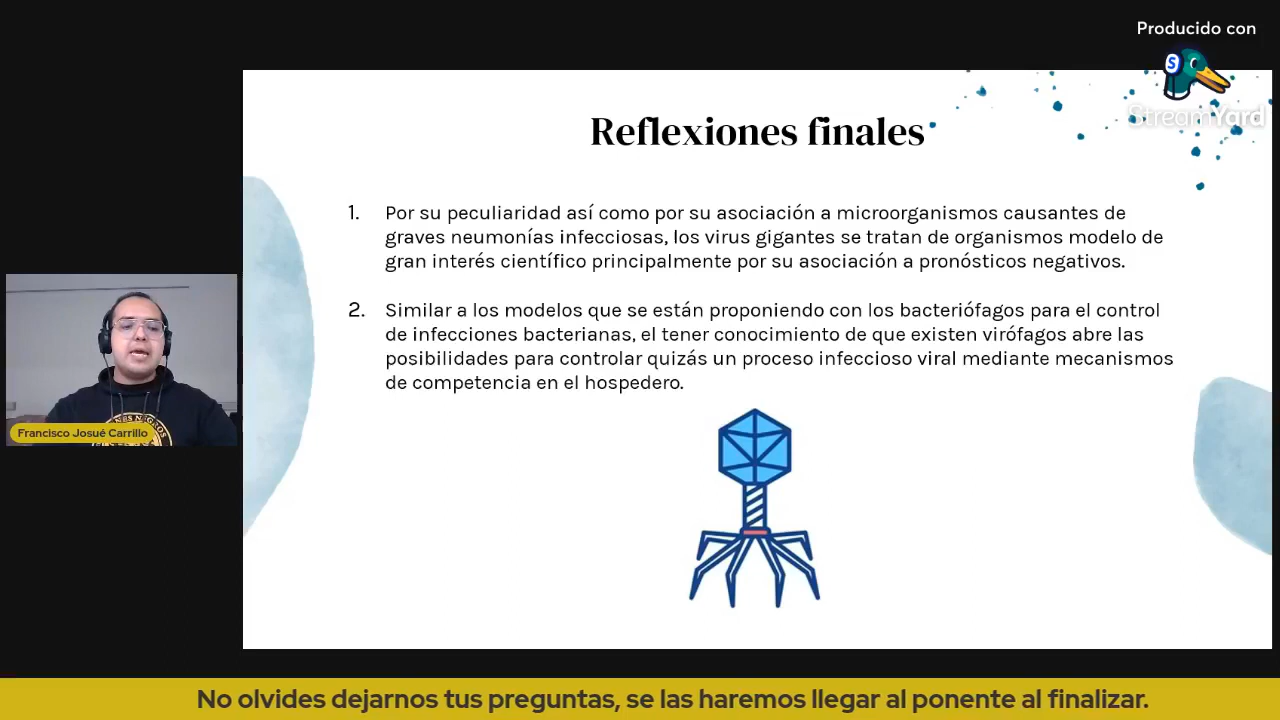 Producido con
S
StreamYard
Reflexiones finales
1. Por su peculiaridad así como por su asociación a microorganismos causantes de
graves neumonías infecciosas, los virus gigantes se tratan de organismos modelo de
gran interés científico principalmente por su asociación a pronósticos negativos.
2. Similar a los modelos que se están proponiendo con los bacteriófagos para el control
de infecciones bacterianas, el tener conocimiento de que existen virófagos abre las
posibilidades para controlar quizás un proceso infeccioso viral mediante mecanismos
de competencia en el hospedero.
Francisco Josué Carrillo
No olvides dejarnos tus preguntas, se las haremos llegar al ponente al finalizar.